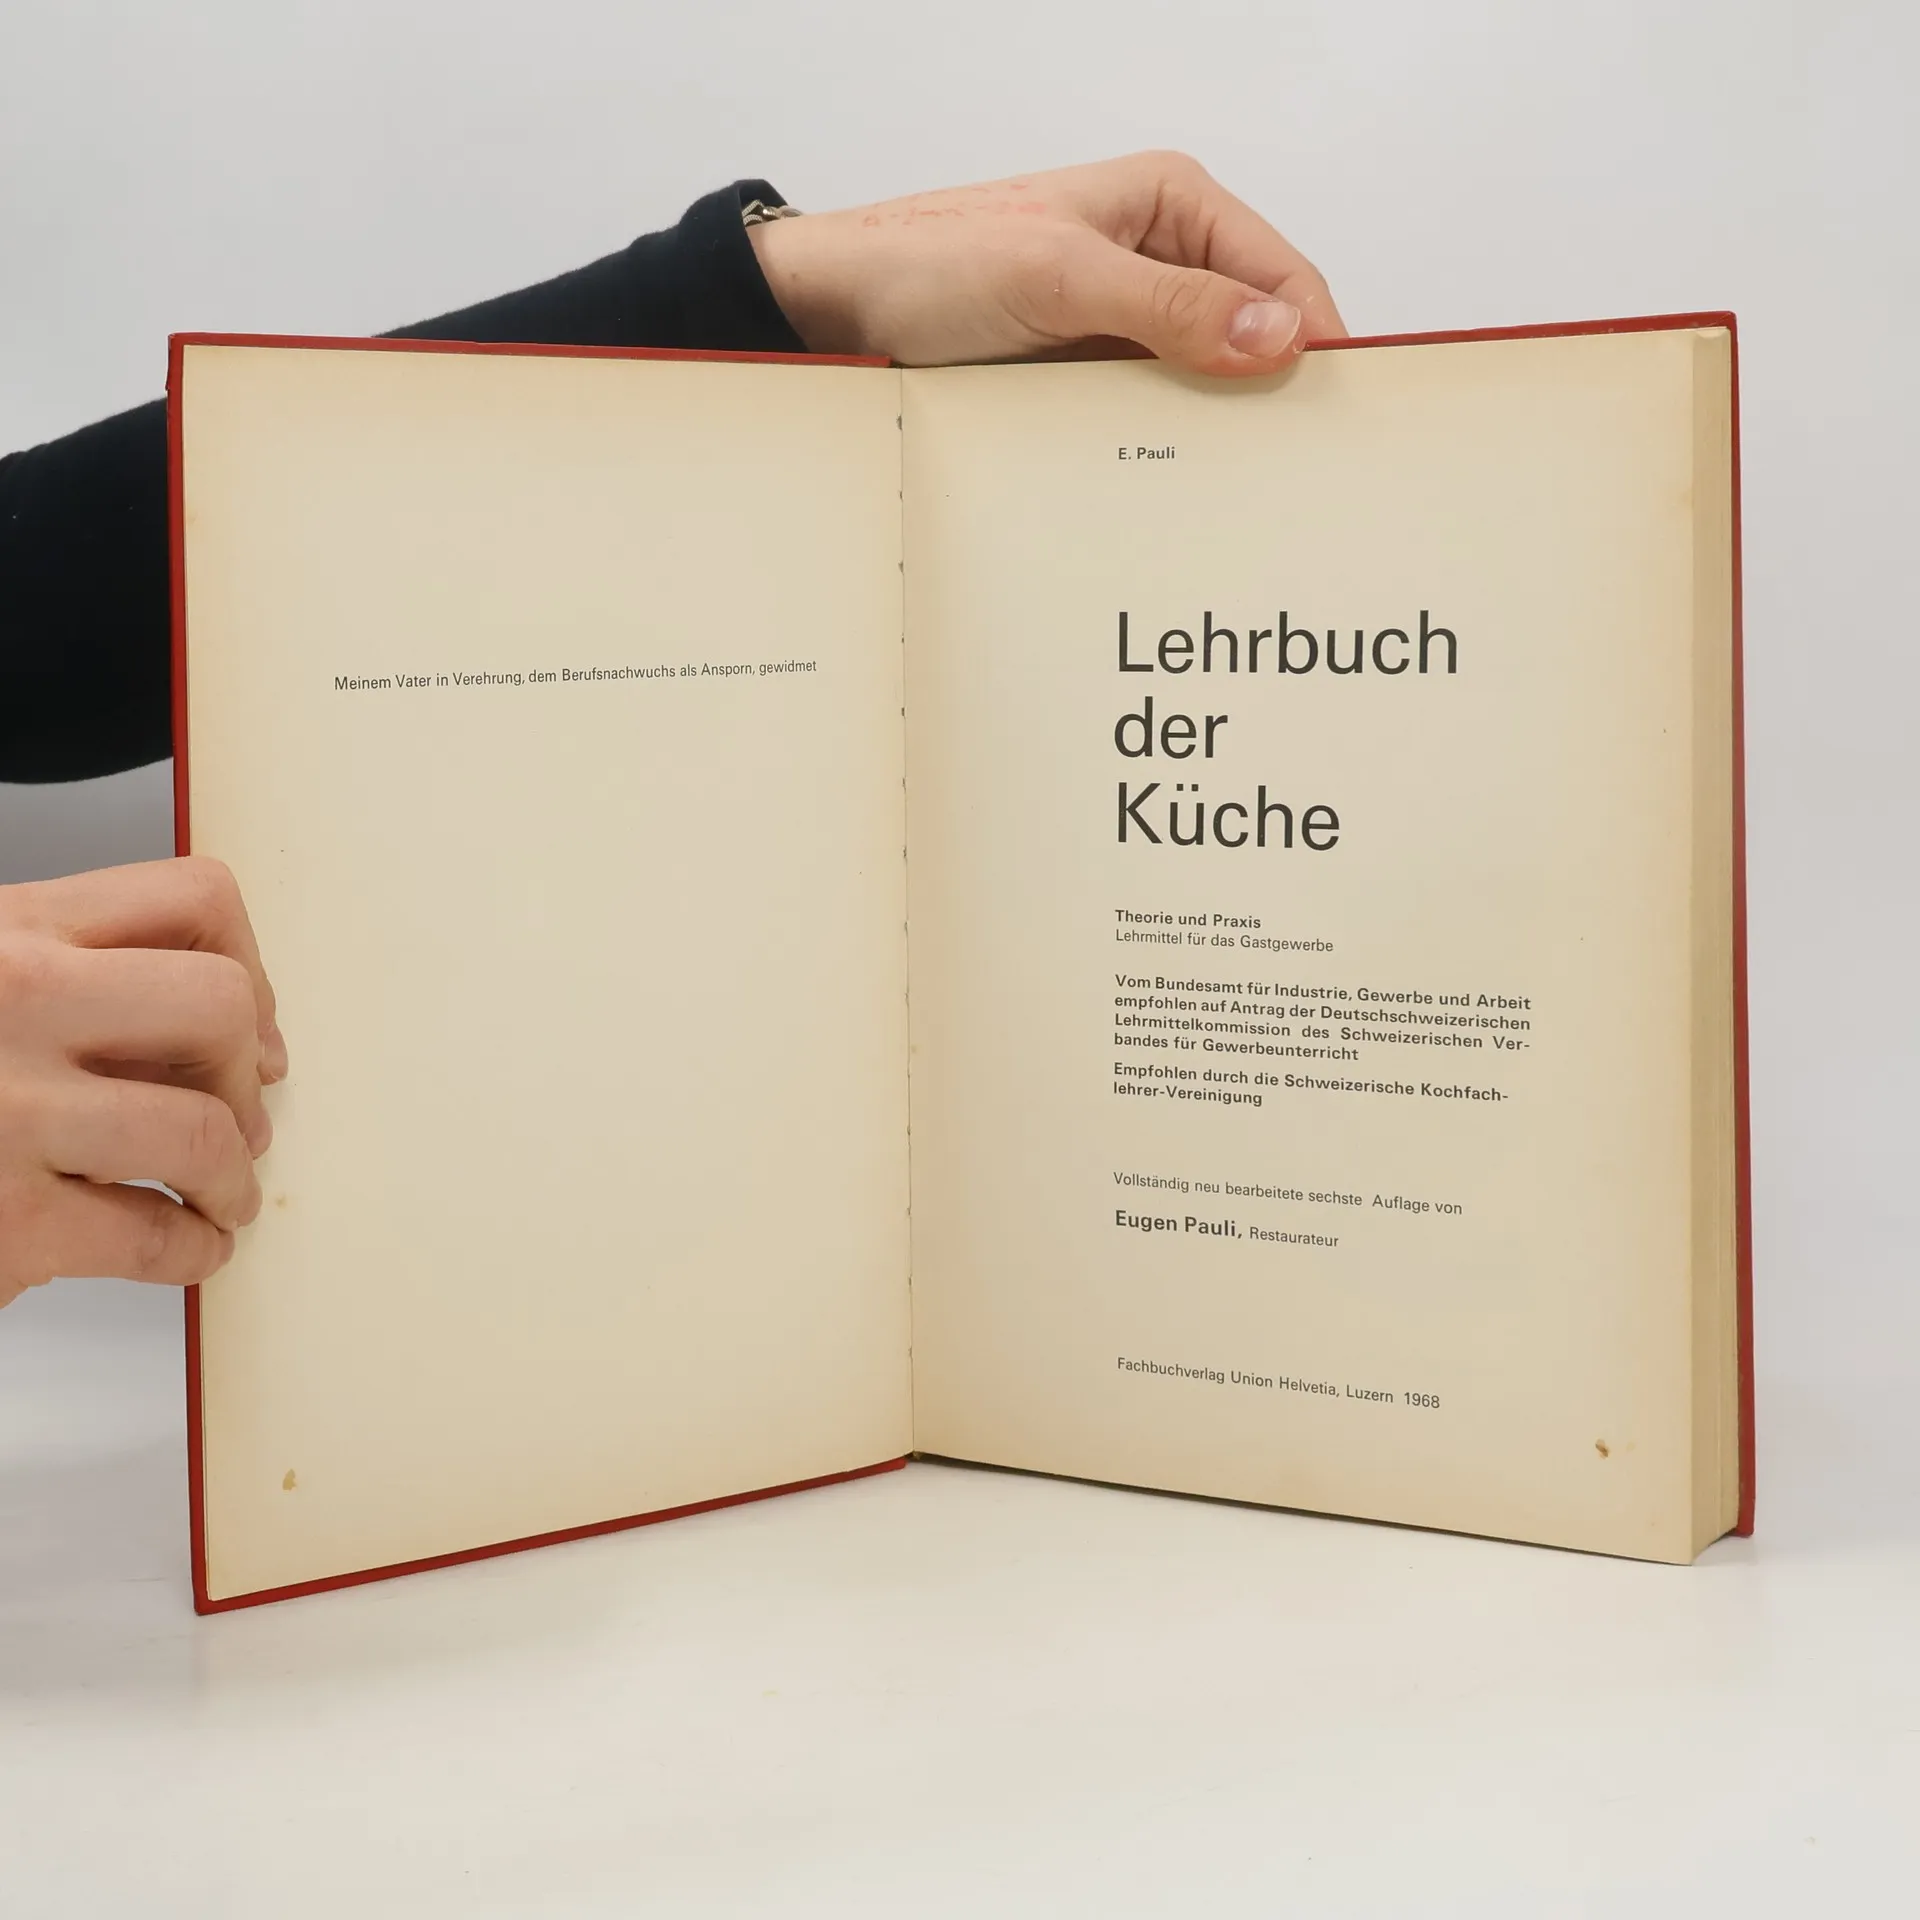 Meinem Vater in Verehrung, dem Berufsnachwuchs als Ansporn, gewidmet
E. Pauli
Lehrbuch
der
Küche
Theorie und Praxis
Lehrmittel für das Gastgewerbe
Vom Bundesamt für Industrie, Gewerbe und Arbeit
empfohlen auf Antrag der Deutschschweizerischen
Lehrmittelkommission des Schweizerischen Ver-
bandes für Gewerbeunterricht
Empfohlen durch die Schweizerische Kochfach-
lehrer-Vereinigung
Vollständig neu bearbeitete sechste Auflage von
Eugen Pauli, Restaurateur
Fachbuchverlag Union Helvetia, Luzern 1968